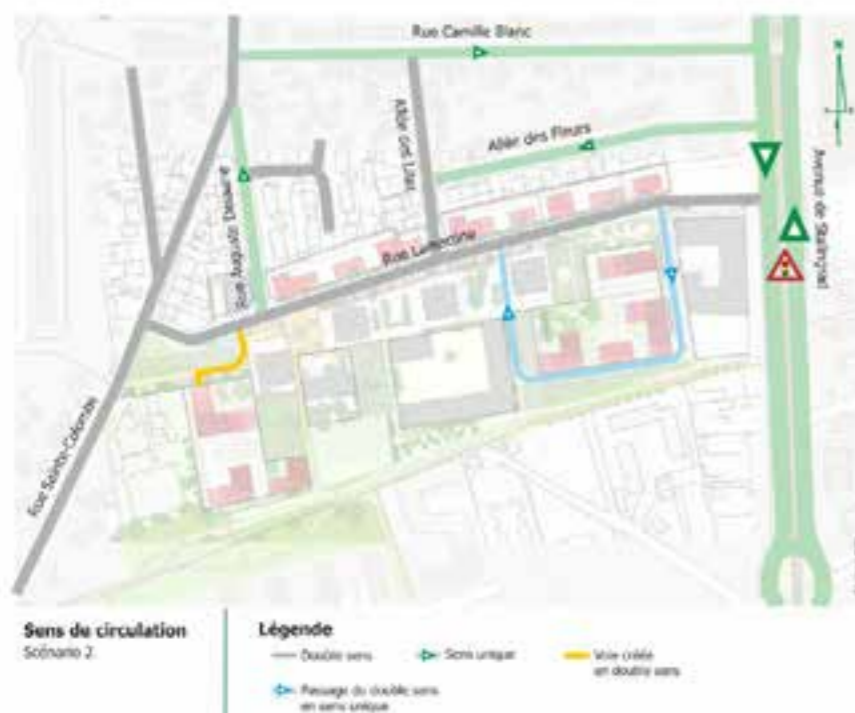 Rue Camille Blanc
N
Allée des Lilas
Allée des Fleurs
Avenue de Stalingrad
Rue Auguste Delaune
Rue Lamartine
Rue Sainte-Colombe
Sens de circulation
Scénario 2
Légende
Double sens
Sens unique
Voie créée
en double sens
Passage du double sens
en sens unique